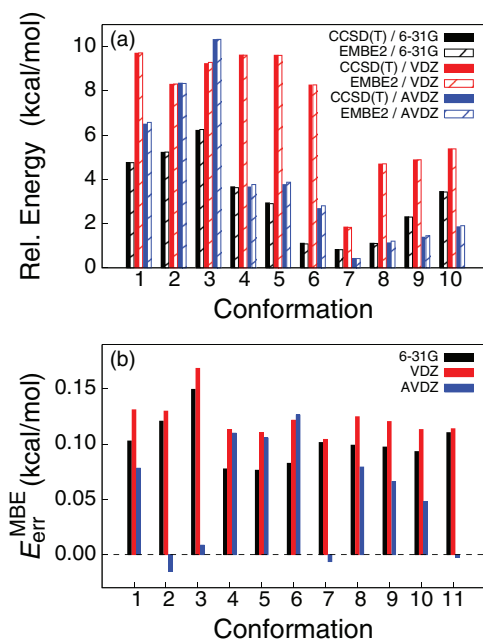 (a)
CCSD(T) / 6-31G
EMBE2 / 6-31G
CCSD(T) / VDZ
EMBE2 / VDZ
CCSD(T) / AVDZ
EMBE2 / AVDZ
Rel. Energy (kcal/mol)
10
8
6
4
2
0
1 2 3 4 5 6 7 8 9 10
Conformation
(b)
6-31G
VDZ
AVDZ
E_err^MBE (kcal/mol)
0.15
0.10
0.05
0.00
1 2 3 4 5 6 7 8 9 10 11
Conformation